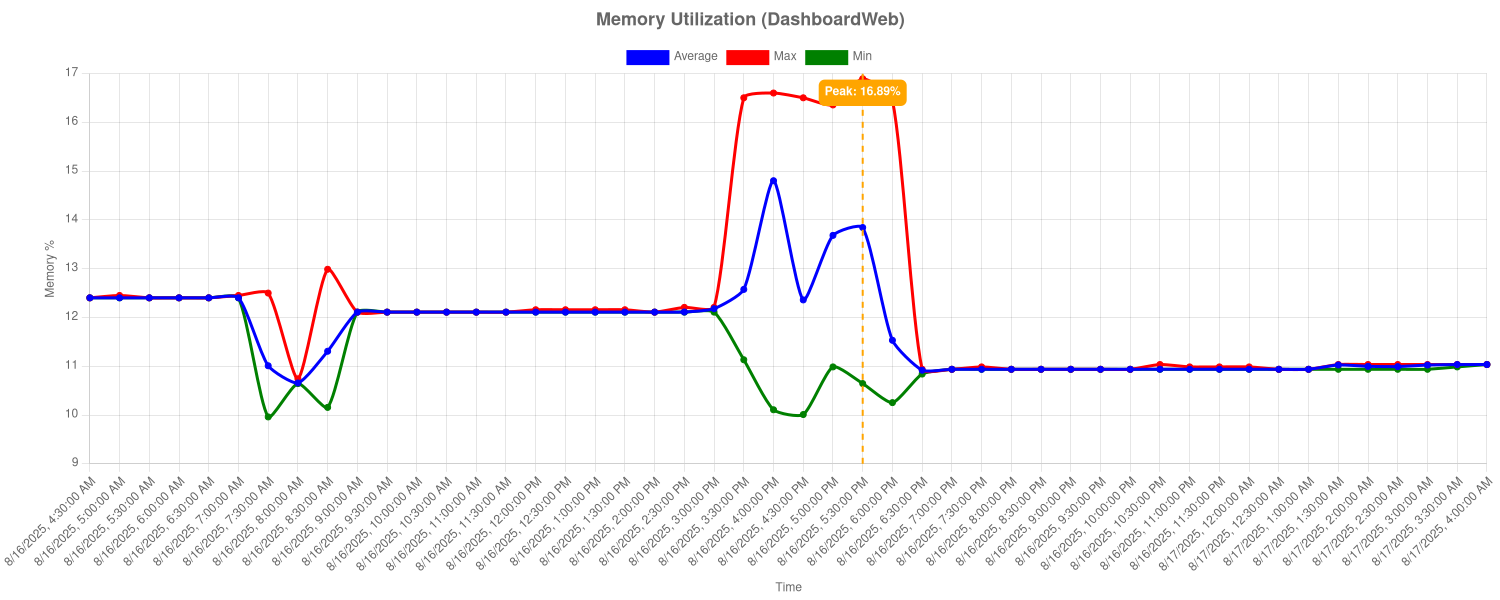 Memory Utilization (DashboardWeb)
Average Max Min
17
16
15
14
13
12
11
10
9
Memory %
Peak: 16.89%
8/16/2025, 4:30:00 AM
8/16/2025, 5:00:00 AM
8/16/2025, 5:30:00 AM
8/16/2025, 6:00:00 AM
8/16/2025, 6:30:00 AM
8/16/2025, 7:00:00 AM
8/16/2025, 7:30:00 AM
8/16/2025, 8:00:00 AM
8/16/2025, 8:30:00 AM
8/16/2025, 9:00:00 AM
8/16/2025, 9:30:00 AM
8/16/2025, 10:00:00 AM
8/16/2025, 10:30:00 AM
8/16/2025, 11:00:00 AM
8/16/2025, 11:30:00 AM
8/16/2025, 12:00:00 PM
8/16/2025, 12:30:00 PM
8/16/2025, 1:00:00 PM
8/16/2025, 1:30:00 PM
8/16/2025, 2:00:00 PM
8/16/2025, 2:30:00 PM
8/16/2025, 3:00:00 PM
8/16/2025, 3:30:00 PM
8/16/2025, 4:00:00 PM
8/16/2025, 4:30:00 PM
8/16/2025, 5:00:00 PM
8/16/2025, 5:30:00 PM
8/16/2025, 6:00:00 PM
8/16/2025, 6:30:00 PM
8/16/2025, 7:00:00 PM
8/16/2025, 7:30:00 PM
8/16/2025, 8:00:00 PM
8/16/2025, 8:30:00 PM
8/16/2025, 9:00:00 PM
8/16/2025, 9:30:00 PM
8/16/2025, 10:00:00 PM
8/16/2025, 10:30:00 PM
8/16/2025, 11:00:00 PM
8/16/2025, 11:30:00 PM
8/17/2025, 12:00:00 AM
8/17/2025, 12:30:00 AM
8/17/2025, 1:00:00 AM
8/17/2025, 1:30:00 AM
8/17/2025, 2:00:00 AM
8/17/2025, 2:30:00 AM
8/17/2025, 3:00:00 AM
8/17/2025, 3:30:00 AM
8/17/2025, 4:00:00 AM
Time